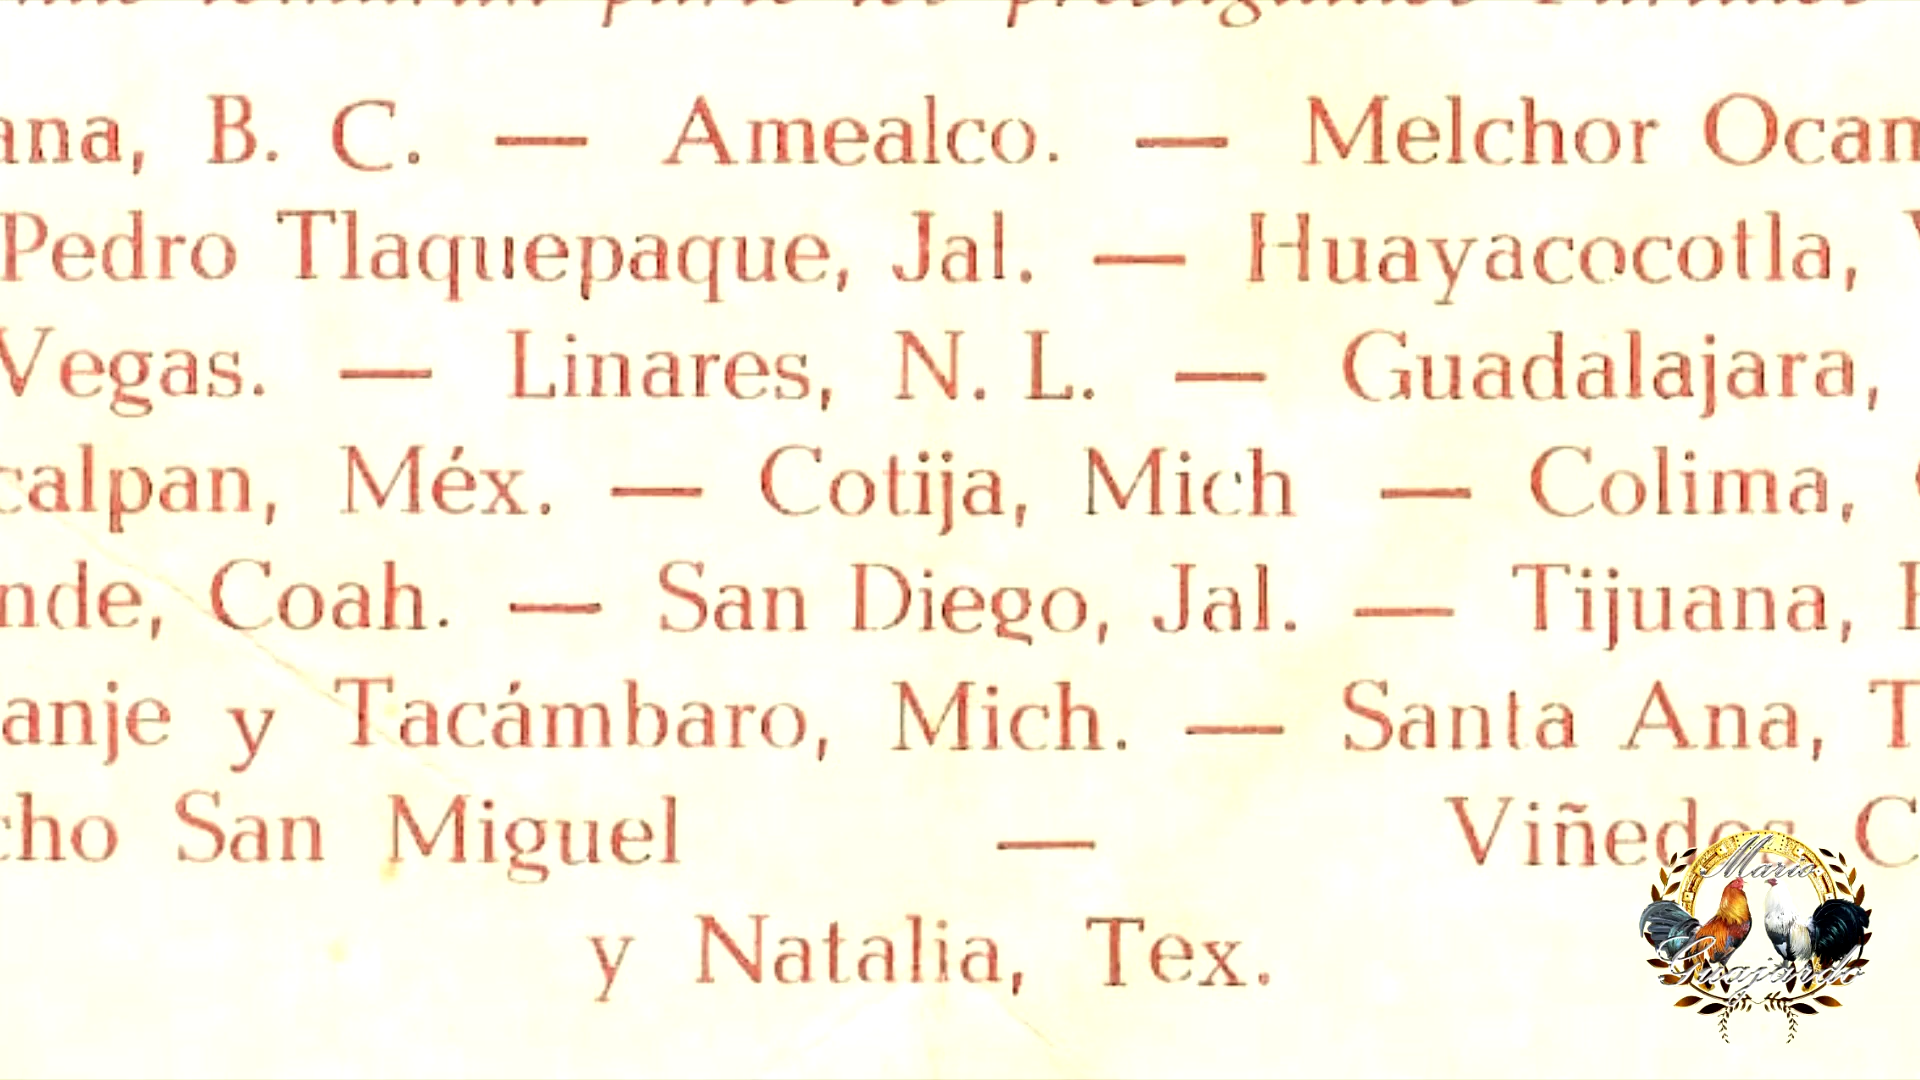 ana, B. C. — Amealco. — Melchor Ocam
Pedro Tlaquepaque, Jal. — Huayacocotla, V
Vegas. — Linares, N. L. — Guadalajara,
calpan, Méx. — Cotija, Mich — Colima,
nde, Coah. — San Diego, Jal. — Tijuana, B
anje y Tacámbaro, Mich. — Santa Ana, T
cho San Miguel — Viñedos C
y Natalia, Tex.
Mario
Guajardo